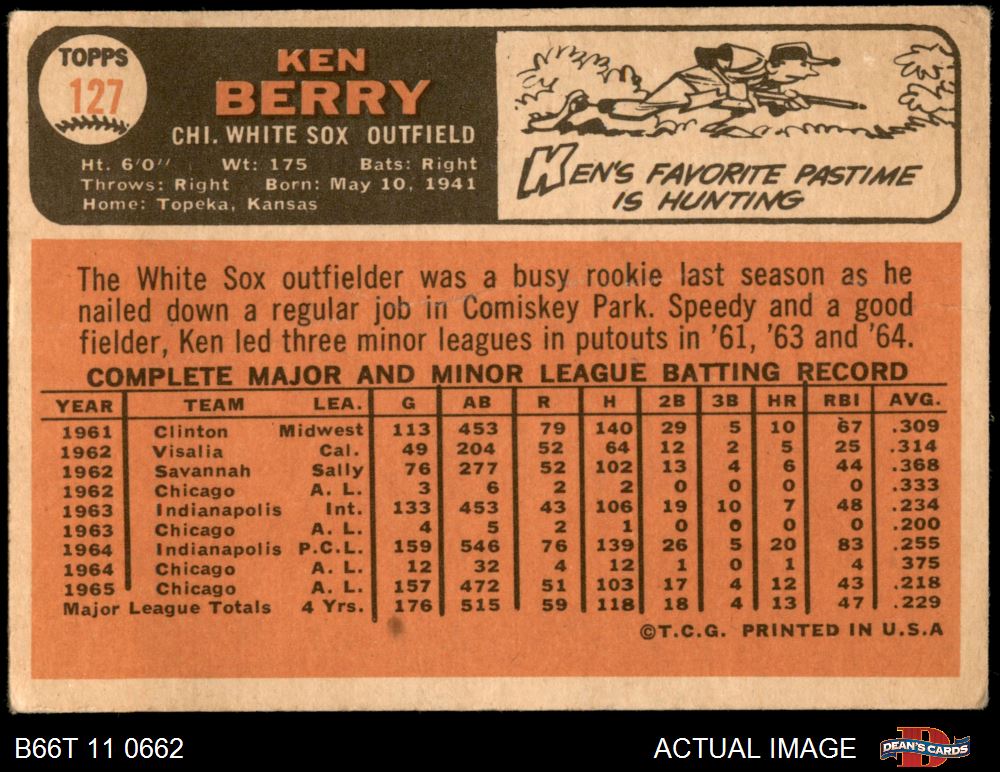 TOPPS
127
KEN
BERRY
CHI. WHITE SOX OUTFIELD
Ht. 6'0" Wt: 175 Bats: Right
Throws: Right Born: May 10, 1941
Home: Topeka, Kansas
KEN'S FAVORITE PASTIME
IS HUNTING
The White Sox outfielder was a busy rookie last season as he
nailed down a regular job in Comiskey Park. Speedy and a good
fielder, Ken led three minor leagues in putouts in '61, '63 and '64.
COMPLETE MAJOR AND MINOR LEAGUE BATTING RECORD
YEAR TEAM LEA. G AB R H 2B 3B HR RBI AVG.
1961 Clinton Midwest 113 453 79 140 29 5 10 67 .309
1962 Visalia Cal. 49 204 52 64 12 2 5 25 .314
1962 Savannah Sally 76 277 52 102 13 4 6 44 .368
1962 Chicago A. L. 3 6 2 2 0 0 0 0 .333
1963 Indianapolis Int. 133 453 43 106 19 10 7 48 .234
1963 Chicago A. L. 4 5 2 1 0 0 0 0 .200
1964 Indianapolis P.C.L. 159 546 76 139 26 5 20 83 .255
1964 Chicago A. L. 12 32 4 12 1 0 1 4 375
1965 Chicago A. L. 157 472 51 103 17 4 12 43 .218
Major League Totals 4 Yrs. 176 515 59 118 18 4 13 47 .229
©T.C.G. PRINTED IN U.S.A
B66T 11 0662
ACTUAL IMAGE
DEAN'S CARDS